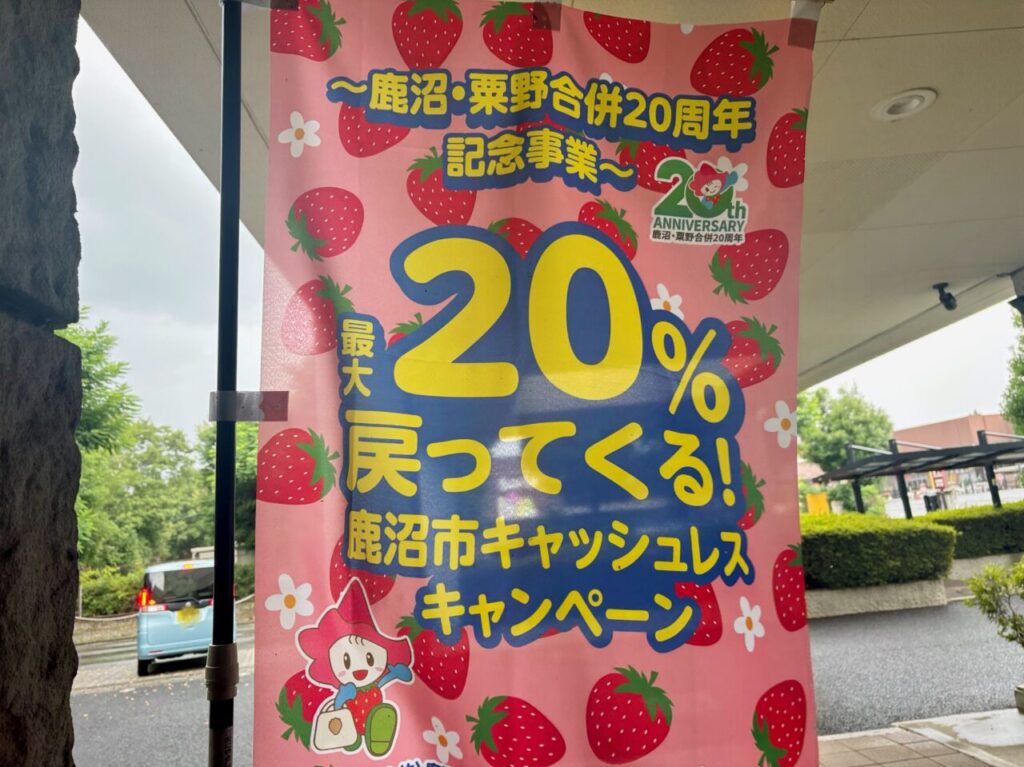 ～鹿沼・粟野合併20周年
記念事業～
20th
ANNIVERSARY
鹿沼・粟野合併20周年
最大
20%
戻ってくる!
鹿沼市キャッシュレス
キャンペーン